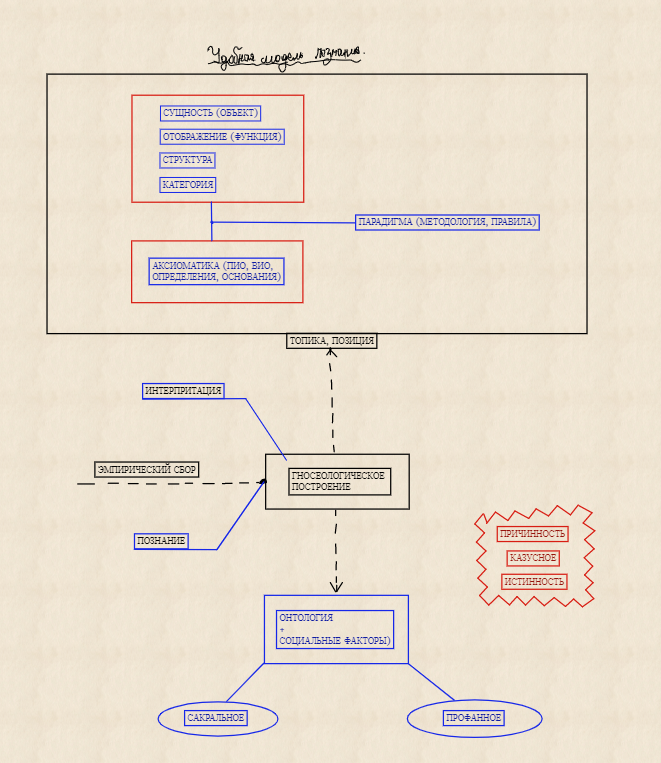 Удобная модель познания.
СУЩНОСТЬ (ОБЪЕКТ)
ОТОБРАЖЕНИЕ (ФУНКЦИЯ)
СТРУКТУРА
КАТЕГОРИЯ
ПАРАДИГМА (МЕТОДОЛОГИЯ, ПРАВИЛА)
АКСИОМАТИКА (ПИО, ВИО,
ОПРЕДЕЛЕНИЯ, ОСНОВАНИЯ)
ТОПИКА, ПОЗИЦИЯ
ИНТЕРПРИТАЦИЯ
ЭМПИРИЧЕСКИЙ СБОР
ГНОСЕОЛОГИЧЕСКОЕ
ПОСТРОЕНИЕ
ПОЗНАНИЕ
ПРИЧИННОСТЬ
КАЗУСНОЕ
ИСТИННОСТЬ
ОНТОЛОГИЯ
+
СОЦИАЛЬНЫЕ ФАКТОРЫ)
САКРАЛЬНОЕ
ПРОФАННОЕ